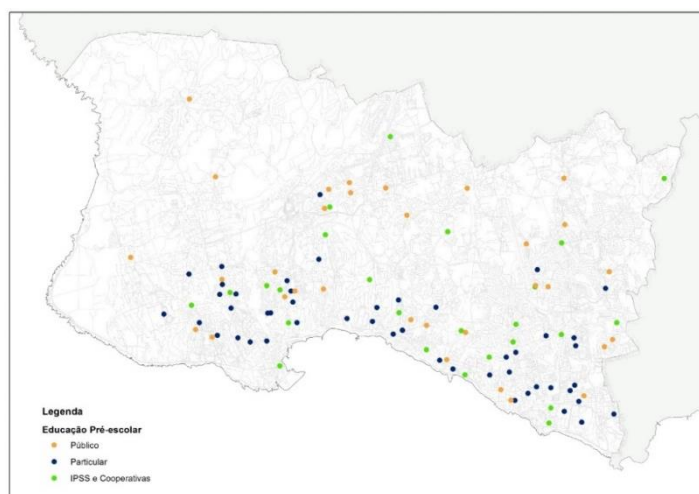 Legenda
Educação Pré-escolar
Público
Particular
IPSS e Cooperativas